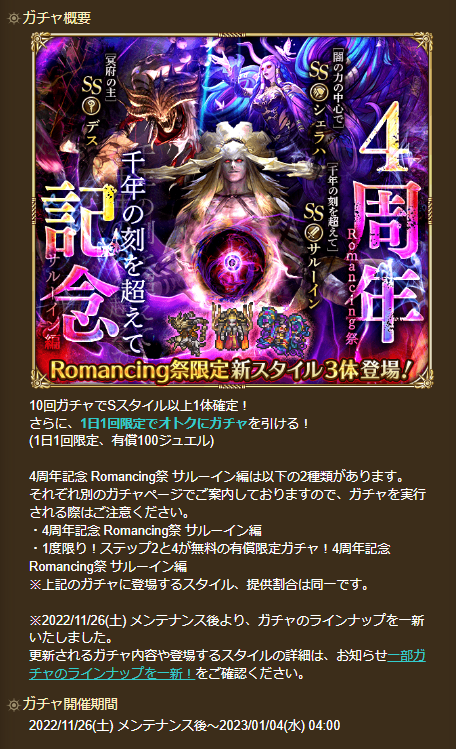 ガチャ概要
[冥府の主]
SS デス
[闇の力の中心で]
SS シェラハ
[千年の刻を超えて]
SS サルーイン
4周年
Romancing祭
千年の刻を超えて
記念
サルーイン編
Romancing祭限定新スタイル3体登場!
10回ガチャでSスタイル以上1体確定！
さらに、1日1回限定でオトクにガチャを引ける！
(1日1回限定、有償100ジュエル)
4周年記念 Romancing祭 サルーイン編は以下の2種類があります。
それぞれ別のガチャページでご案内しておりますので、ガチャを実行
される際はご注意ください。
・4周年記念 Romancing祭 サルーイン編
・1度限り！ステップ2と4が無料の有償限定ガチャ！4周年記念
Romancing祭 サルーイン編
※上記のガチャに登場するスタイル、提供割合は同一です。
※2022/11/26(土) メンテナンス後より、ガチャのラインナップを一新
いたしました。
更新されるガチャ内容や登場するスタイルの詳細は、お知らせ一部ガ
チャのラインナップを一新！をご確認ください。
ガチャ開催期間
2022/11/26(土) メンテナンス後～2023/01/04(水) 04:00